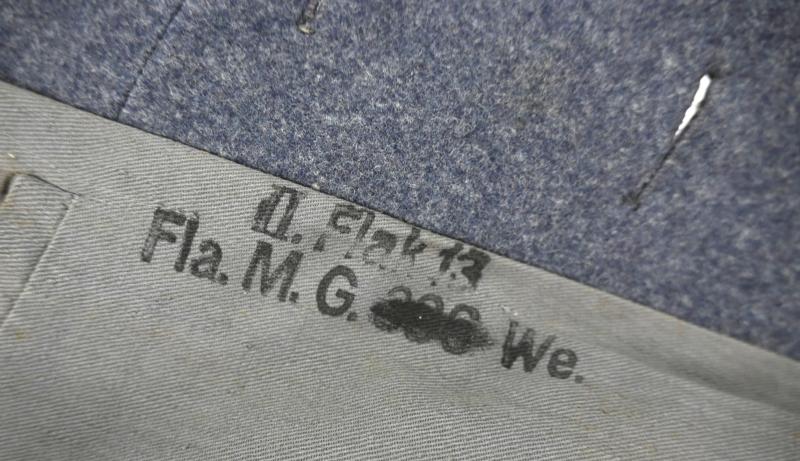 II. Flak 13
Fla. M. G. We.